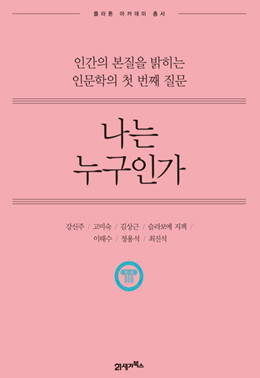 플라톤 아카데미 총서
인간의 본질을 밝히는
인문학의 첫 번째 질문
나는
누구인가
강신주 / 고미숙 / 김상근 / 슬라보예 지젝 /
이태수 / 정용석 / 최진석
21세기북스